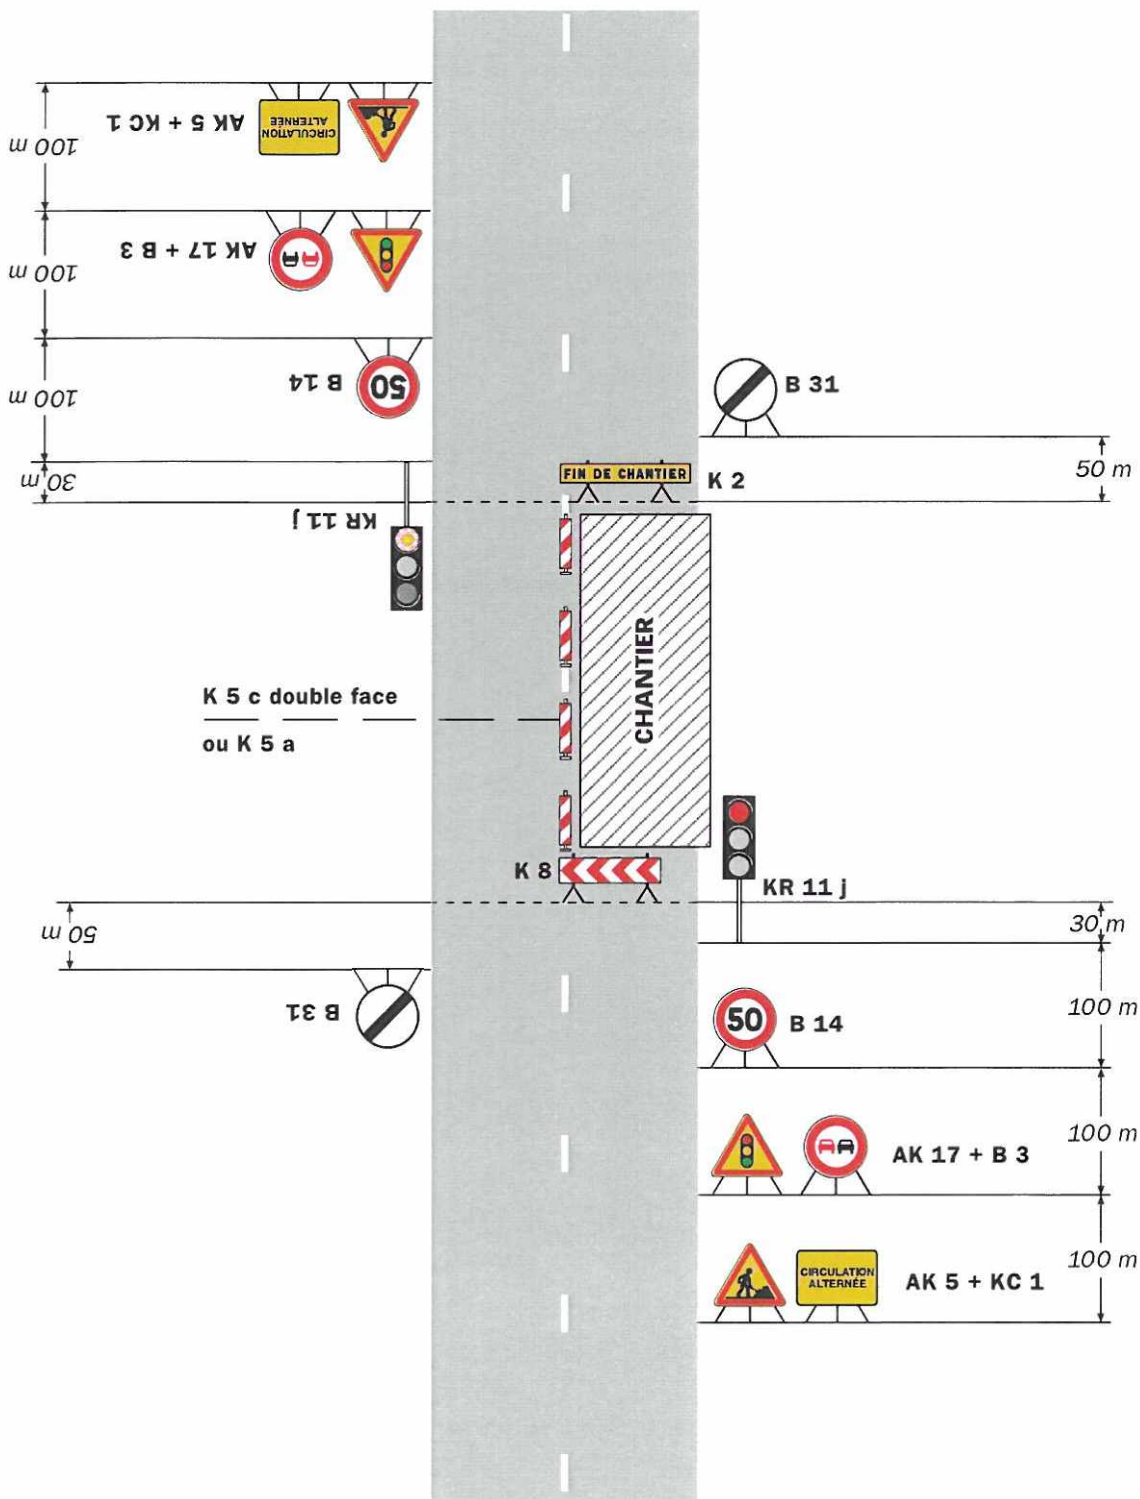 CIRCULATION
ALTERNÉE
AK 5 + KC 1
100 m
AK 17 + B 3
100 m
50
B 14
100 m
B 31
30 m
50 m
FIN DE CHANTIER
K 2
KR 11 j
CHANTIER
K 5 c double face
ou K 5 a
K 8
KR 11 j
50 m
30 m
B 31
50
B 14
100 m
AK 17 + B 3
100 m
CIRCULATION
ALTERNÉE
AK 5 + KC 1
100 m